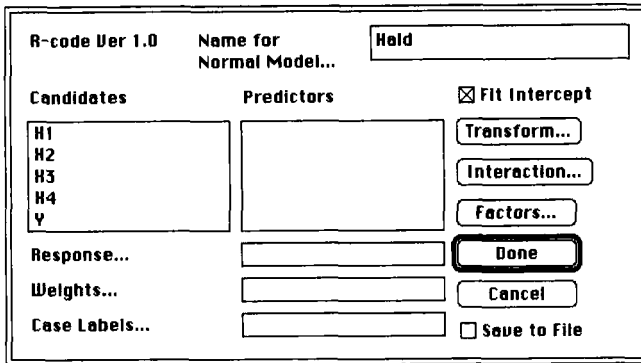 R-code Ver 1.0
Name for
Normal Model...
Hald
Candidates
Predictors
Fit Intercept
H1
H2
H3
H4
Y
Transform...
Interaction...
Factors...
Response...
Done
Weights...
Cancel
Case Labels...
Save to File